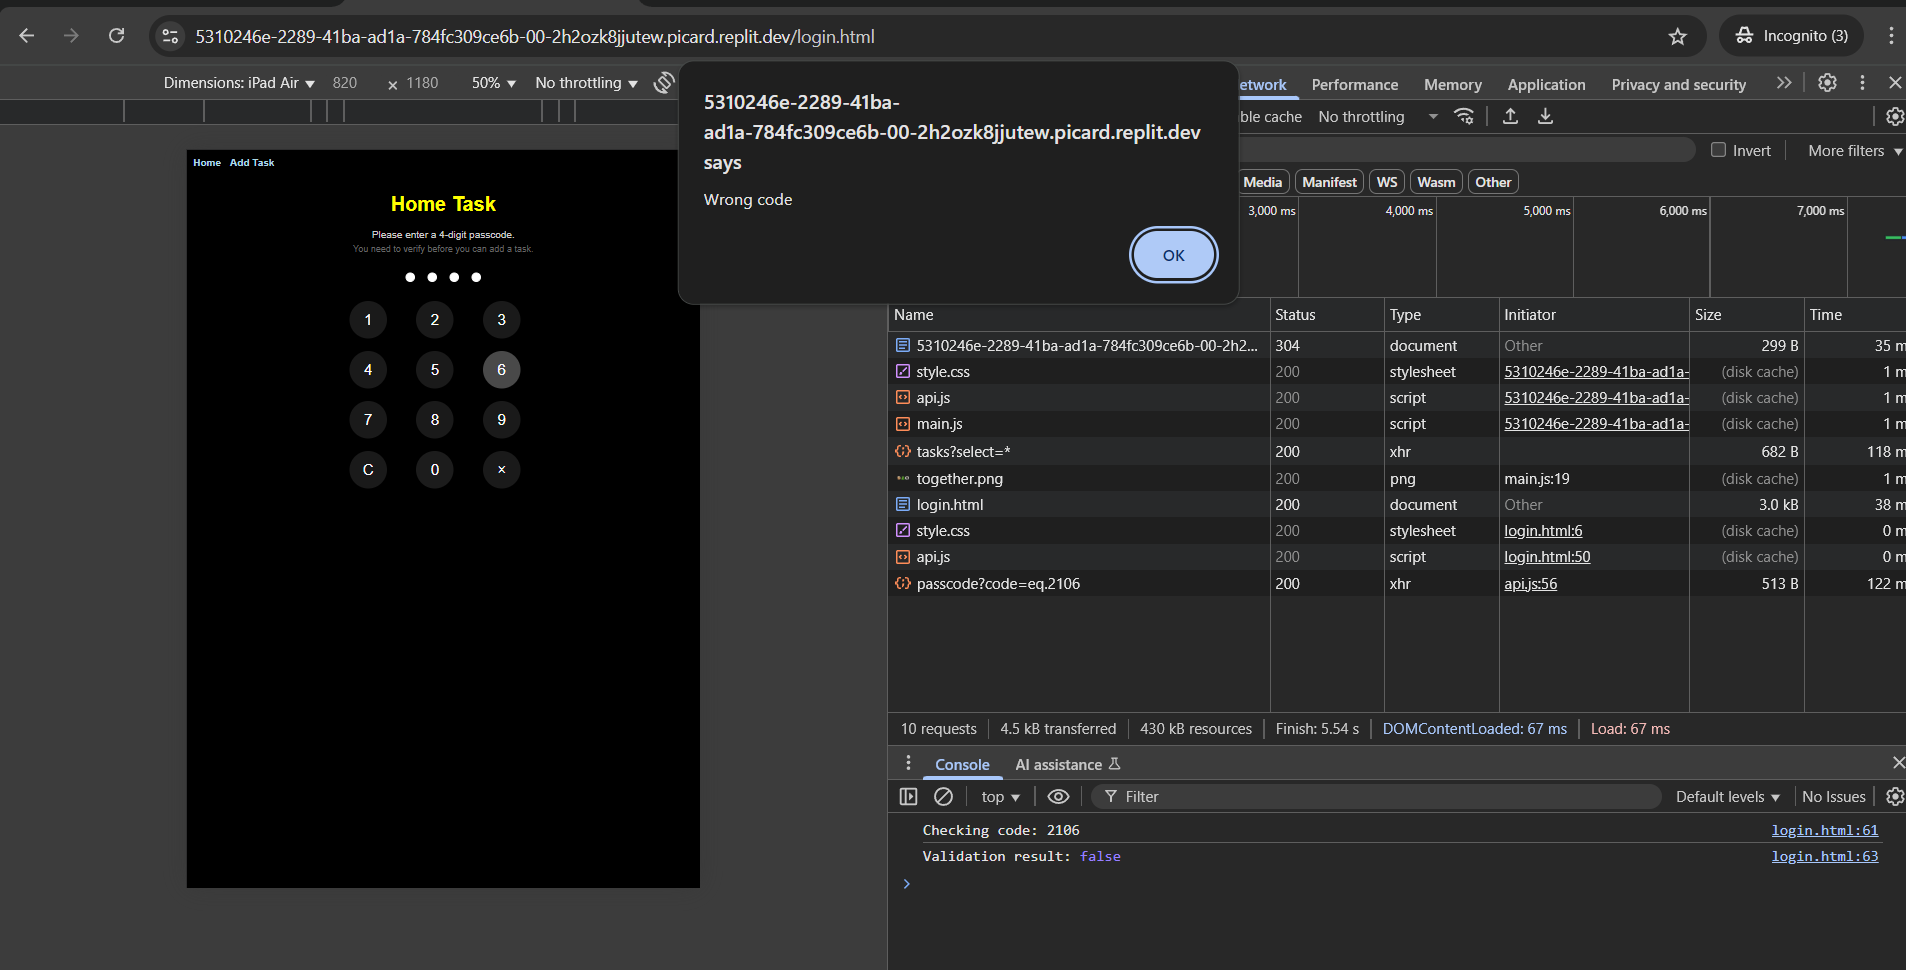 5310246e-2289-41ba-ad1a-784fc309ce6b-00-2h2ozk8jjutew.picard.replit.dev/login.html
Incognito (3)
Dimensions: iPad Air ▼ 820 × 1180 50% ▼ No throttling ▼
etwork Performance Memory Application Privacy and security
ble cache No throttling
Invert More filters ▼
Media Manifest WS Wasm Other
3,000 ms 4,000 ms 5,000 ms 6,000 ms 7,000 ms
5310246e-2289-41ba-
ad1a-784fc309ce6b-00-2h2ozk8jjutew.picard.replit.dev
says
Wrong code
OK
Home Add Task
Home Task
Please enter a 4-digit passcode.
You need to verify before you can add a task.
1 2 3
4 5 6
7 8 9
C 0 ×
Name Status Type Initiator Size Time
5310246e-2289-41ba-ad1a-784fc309ce6b-00-2h2... 304 document Other 299 B 35 m
style.css 200 stylesheet 5310246e-2289-41ba-ad1a- (disk cache) 1 m
api.js 200 script 5310246e-2289-41ba-ad1a- (disk cache) 1 m
main.js 200 script 5310246e-2289-41ba-ad1a- (disk cache) 1 m
tasks?select=* 200 xhr 682 B 118 m
together.png 200 png main.js:19 (disk cache) 1 m
login.html 200 document Other 3.0 kB 38 m
style.css 200 stylesheet login.html:6 (disk cache) 0 m
api.js 200 script login.html:50 (disk cache) 0 m
passcode?code=eq.2106 200 xhr api.js:56 513 B 122 m
10 requests 4.5 kB transferred 430 kB resources Finish: 5.54 s DOMContentLoaded: 67 ms Load: 67 ms
Console AI assistance
top ▼ Filter Default levels ▼ No Issues
Checking code: 2106 login.html:61
Validation result: false login.html:63